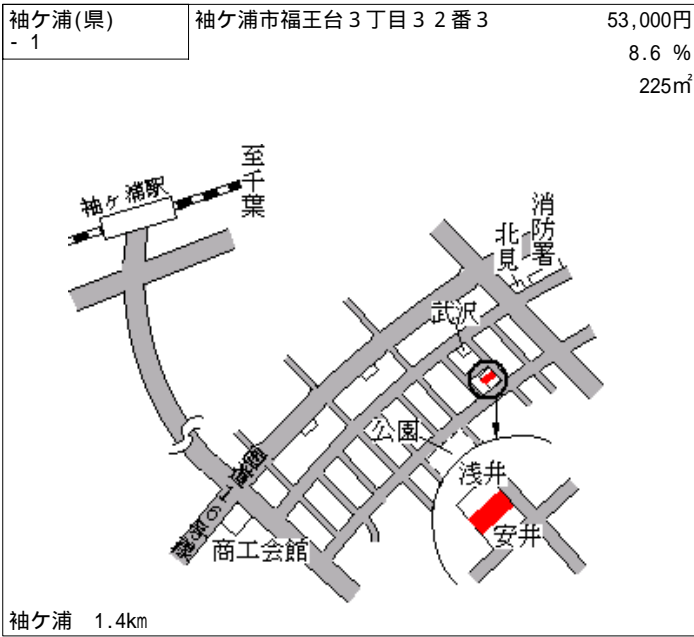 袖ケ浦(県)
- 1
袖ケ浦市福王台３丁目３２番３
53,000円
8.6 %
225㎡
至千葉
袖ヶ浦駅
消防署
北見
武沢
公園
国道１６号線
浅井
安井
商工会館
袖ケ浦 1.4km